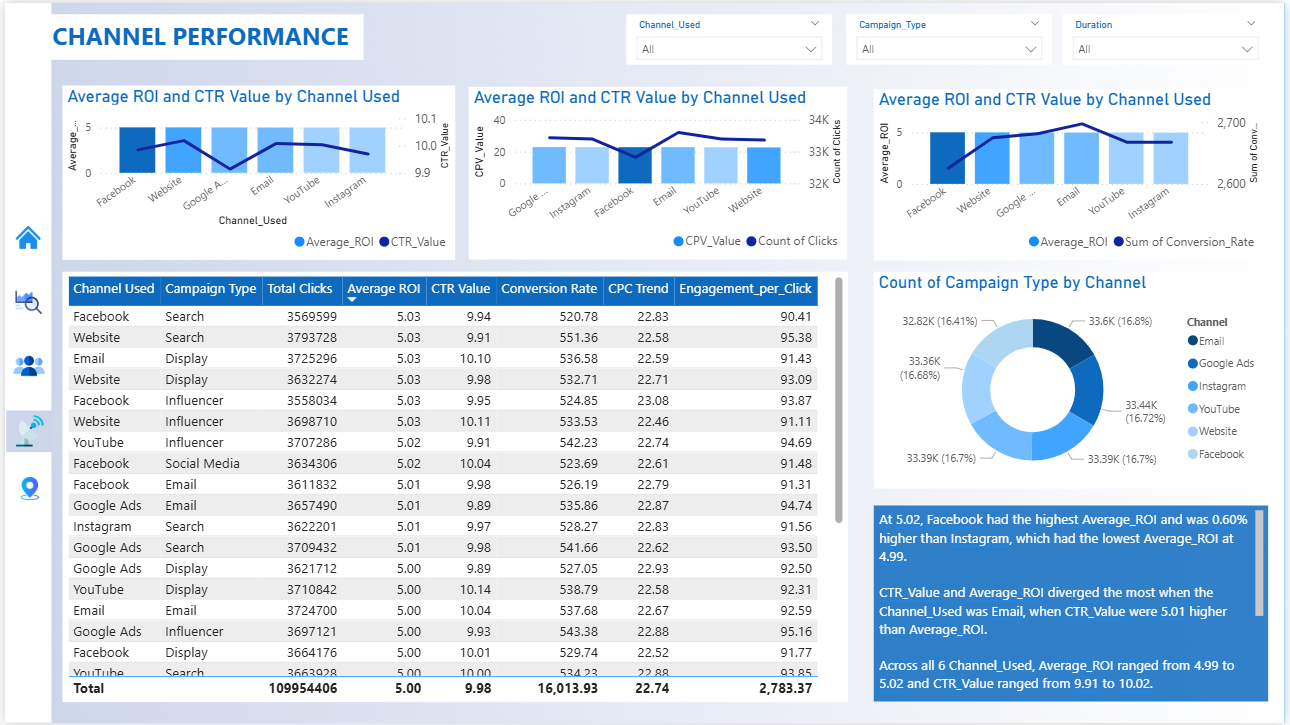 CHANNEL PERFORMANCE
Channel_Used
All
Campaign_Type
All
Duration
All
Average ROI and CTR Value by Channel Used
Average_...
5
0
10.1
10.0
9.9
CTR_Value
Facebook
Website
Google A...
Email
YouTube
Instagram
Channel_Used
Average_ROI CTR_Value
Average ROI and CTR Value by Channel Used
CPV_Value
40
20
0
34K
33K
32K
Count of Clicks
Google ...
Instagram
Facebook
Email
YouTube
Website
CPV_Value Count of Clicks
Average ROI and CTR Value by Channel Used
Average_ROI
5
0
2,700
2,600
Sum of Conv...
Facebook
Website
Google ...
Email
YouTube
Instagram
Average_ROI Sum of Conversion_Rate
Channel Used Campaign Type Total Clicks Average ROI CTR Value Conversion Rate CPC Trend Engagement_per_Click
Facebook Search 3569599 5.03 9.94 520.78 22.83 90.41
Website Search 3793728 5.03 9.91 551.36 22.58 95.38
Email Display 3725296 5.03 10.10 536.58 22.59 91.43
Website Display 3632274 5.03 9.98 532.71 22.71 93.09
Facebook Influencer 3558034 5.03 9.95 524.85 23.08 93.87
Website Influencer 3698710 5.03 10.11 533.53 22.46 91.11
YouTube Influencer 3707286 5.02 9.91 542.23 22.74 94.69
Facebook Social Media 3634306 5.02 10.04 523.69 22.61 91.48
Facebook Email 3611832 5.01 9.98 526.19 22.79 91.31
Google Ads Email 3657490 5.01 9.89 535.86 22.87 94.74
Instagram Search 3622201 5.01 9.97 528.27 22.83 91.56
Google Ads Search 3709432 5.01 9.98 541.66 22.62 93.50
Google Ads Display 3621712 5.00 9.89 527.05 22.93 92.50
YouTube Display 3710842 5.00 10.14 538.79 22.58 92.31
Email Email 3724700 5.00 10.04 537.68 22.67 92.59
Google Ads Influencer 3697121 5.00 9.93 543.38 22.88 95.16
Facebook Display 3664176 5.00 10.01 529.74 22.52 91.77
YouTube Search 3663928 5.00 10.00 534.23 22.88 93.85
Total 109954406 5.00 9.98 16,013.93 22.74 2,783.37
Count of Campaign Type by Channel
32.82K (16.41%)
33.6K (16.8%)
33.36K
(16.68%)
33.44K
(16.72%)
33.39K (16.7%)
33.39K (16.7%)
Channel
Email
Google Ads
Instagram
YouTube
Website
Facebook
At 5.02, Facebook had the highest Average_ROI and was 0.60%
higher than Instagram, which had the lowest Average_ROI at
4.99.
CTR_Value and Average_ROI diverged the most when the
Channel_Used was Email, when CTR_Value were 5.01 higher
than Average_ROI.
Across all 6 Channel_Used, Average_ROI ranged from 4.99 to
5.02 and CTR_Value ranged from 9.91 to 10.02.